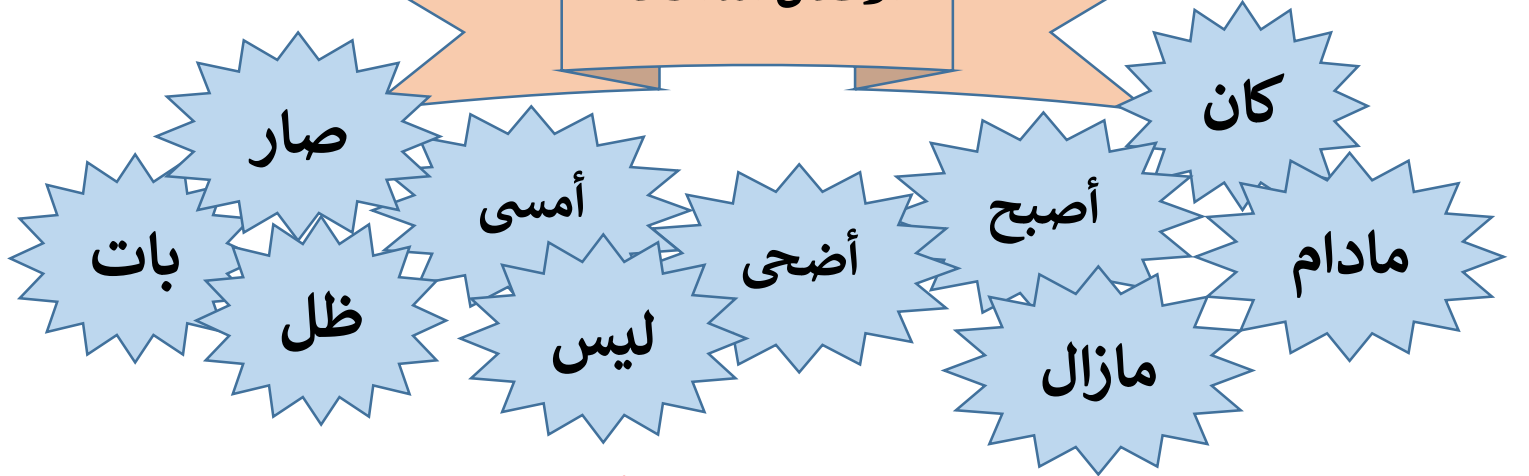 كان
صار
أصبح
أمسى
أضحى
مادام
بات
ظل
ليس
مازال